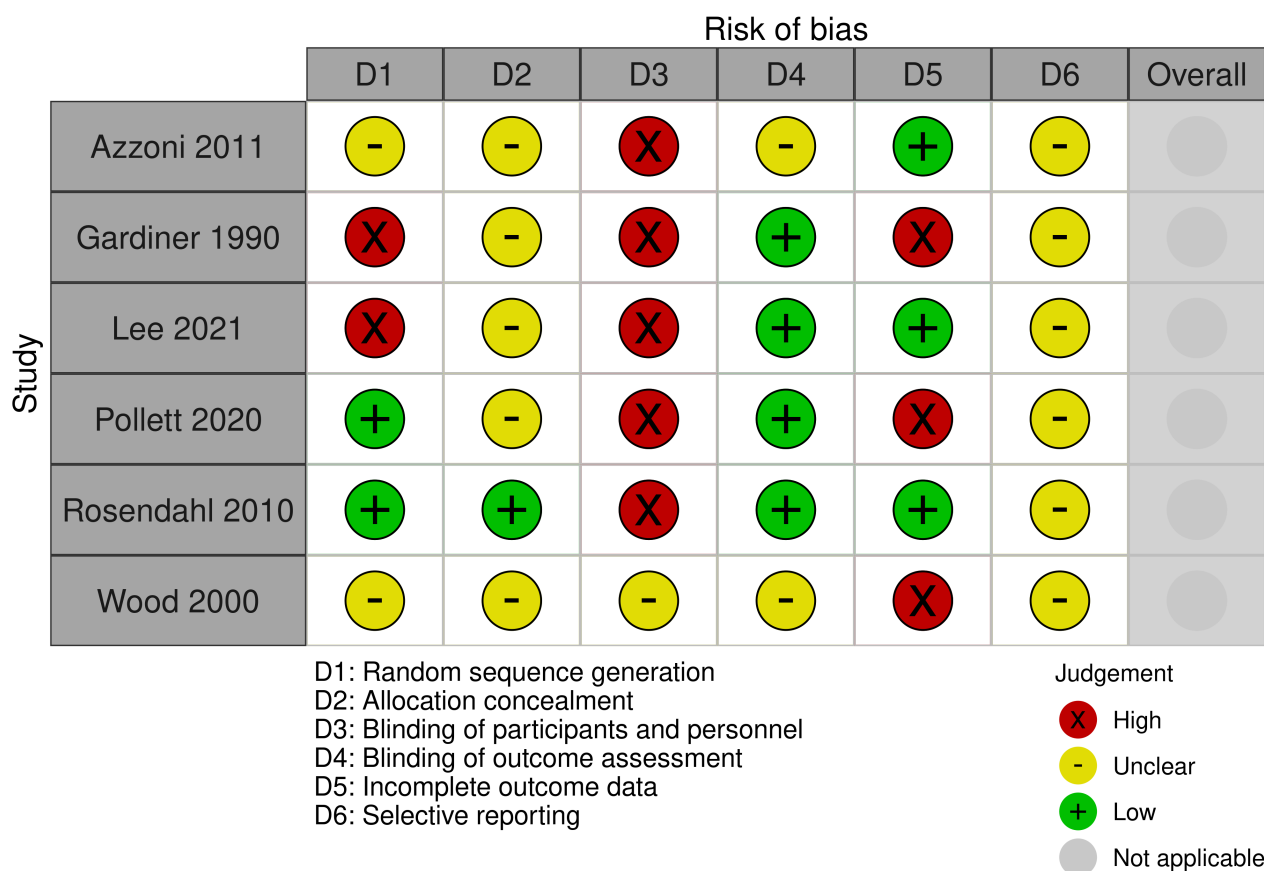 Risk of bias
D1 D2 D3 D4 D5 D6 Overall
Study
Azzoni 2011 - - X - + -
Gardiner 1990 X - X + X -
Lee 2021 X - X + + -
Pollett 2020 + - X + X -
Rosendahl 2010 + + X + + -
Wood 2000 - - - - X -
D1: Random sequence generation
D2: Allocation concealment
D3: Blinding of participants and personnel
D4: Blinding of outcome assessment
D5: Incomplete outcome data
D6: Selective reporting
Judgement
X High
- Unclear
+ Low
Not applicable